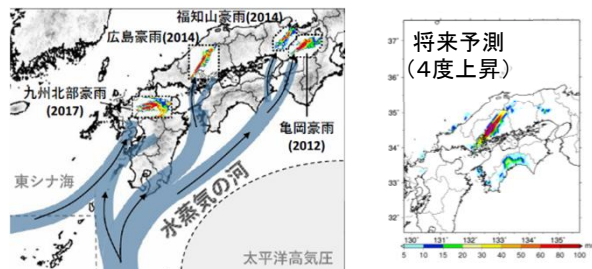 福知山豪雨(2014)
広島豪雨(2014)
九州北部豪雨
(2017)
亀岡豪雨
(2012)
東シナ海
水蒸気の河
太平洋高気圧
将来予測
（４度上昇）
36°
35°
34°
33°
32°
130° 131° 132° 133° 134° 135°
5 10 15 20 30 40 50 60 80 100